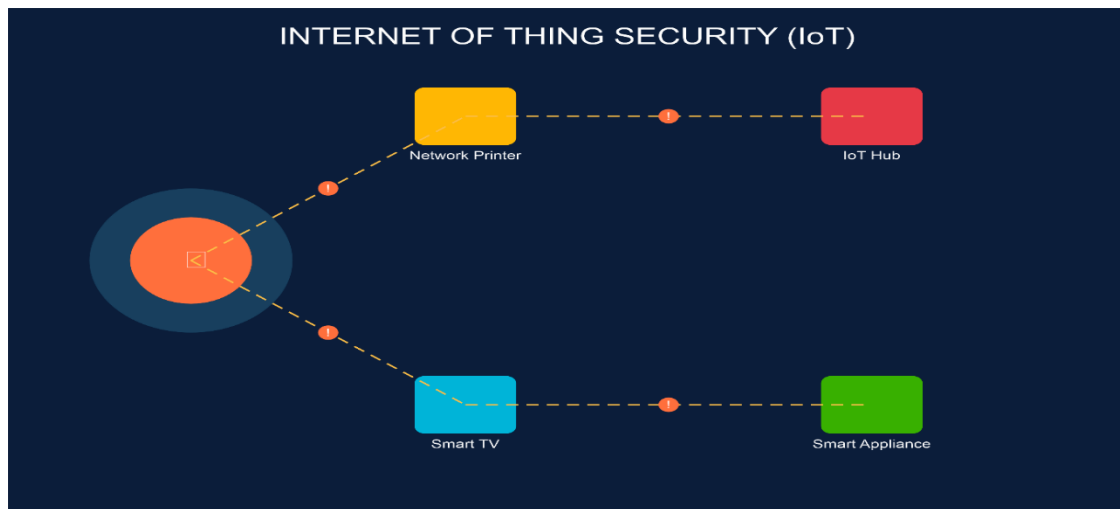 INTERNET OF THING SECURITY (IoT)
!
Network Printer
IoT Hub
!
!
Smart TV
!
Smart Appliance